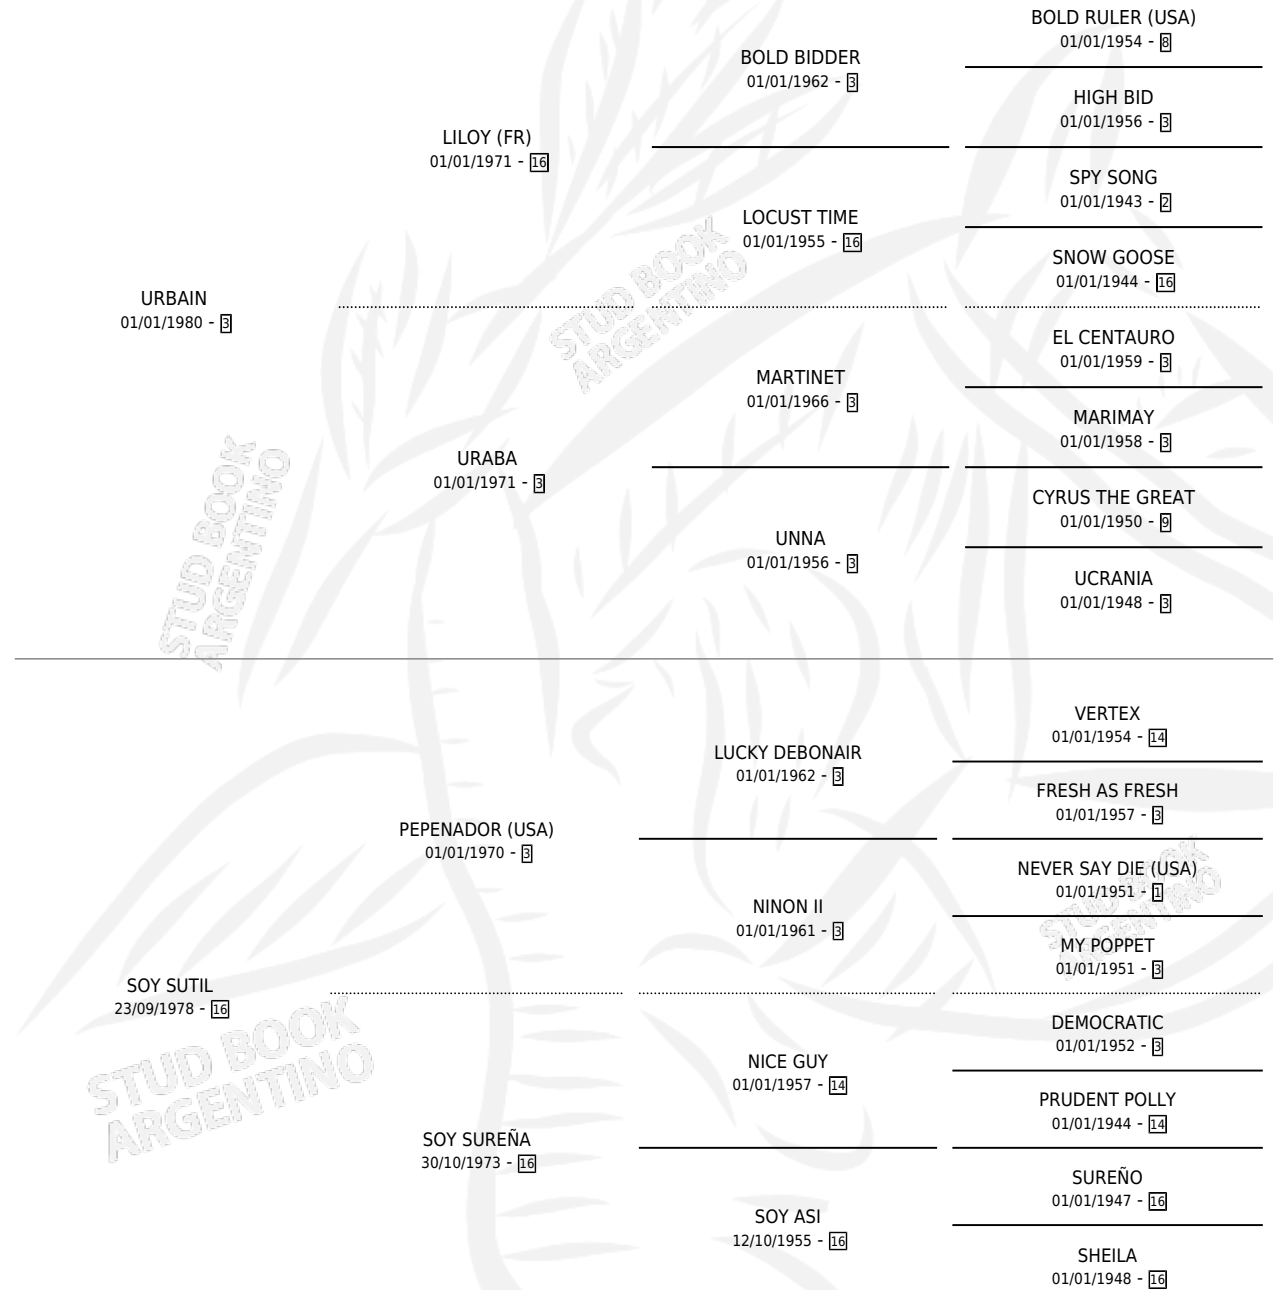 BOLD RULER (USA)
01/01/1954 - 8
BOLD BIDDER
01/01/1962 - 3
HIGH BID
01/01/1956 - 3
LILOY (FR)
01/01/1971 - 16
SPY SONG
01/01/1943 - 2
LOCUST TIME
01/01/1955 - 16
SNOW GOOSE
01/01/1944 - 16
URBAIN
01/01/1980 - 3
EL CENTAURO
01/01/1959 - 3
MARTINET
01/01/1966 - 3
MARIMAY
01/01/1958 - 3
URABA
01/01/1971 - 3
CYRUS THE GREAT
01/01/1950 - 9
UNNA
01/01/1956 - 3
UCRANIA
01/01/1948 - 3
STUD BOOK
ARGENTINO
STUD BOOK
ARGENTINO
VERTEX
01/01/1954 - 14
LUCKY DEBONAIR
01/01/1962 - 3
FRESH AS FRESH
01/01/1957 - 3
PEPENADOR (USA)
01/01/1970 - 3
NEVER SAY DIE (USA)
01/01/1951 - 1
NINON II
01/01/1961 - 3
MY POPPET
01/01/1951 - 3
STUD BOOK
ARGENTINO
SOY SUTIL
23/09/1978 - 16
DEMOCRATIC
01/01/1952 - 3
NICE GUY
01/01/1957 - 14
PRUDENT POLLY
01/01/1944 - 14
SOY SUREÑA
30/10/1973 - 16
SUREÑO
01/01/1947 - 16
SOY ASI
12/10/1955 - 16
SHEILA
01/01/1948 - 16
STUD BOOK
ARGENTINO